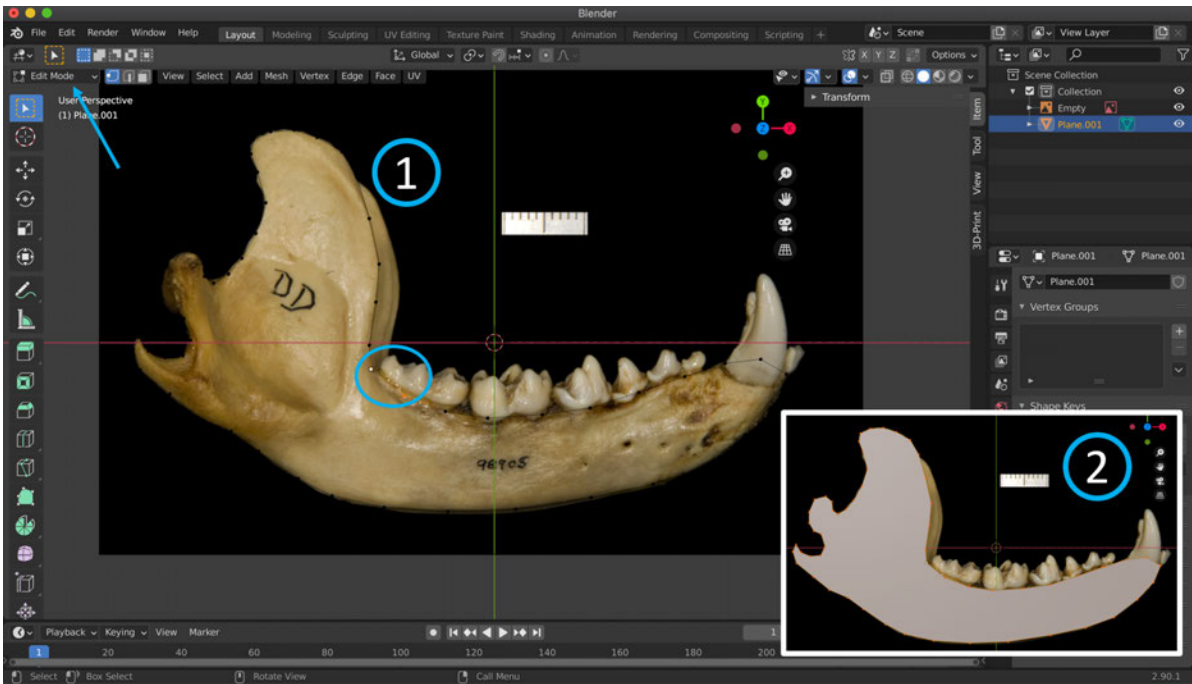 Blender
File Edit Render Window Help Layout Modeling Sculpting UV Editing Texture Paint Shading Animation Rendering Compositing Scripting + Scene View Layer
Global X Y Z Options
Edit Mode View Select Add Mesh Vertex Edge Face UV
User Perspective
(1) Plane.001
Transform
Item
Tool
View
3D-Print
Y
Z
X
Scene Collection
Collection
Empty
Plane.001
1
DD
98905
Plane.001 Plane.001
Plane.001
Vertex Groups
Shape Keys
2
Playback Keying View Marker 1
1 20 40 60 80 100 120 140 160 180 200
Select Box Select Rotate View Call Menu 2.90.1